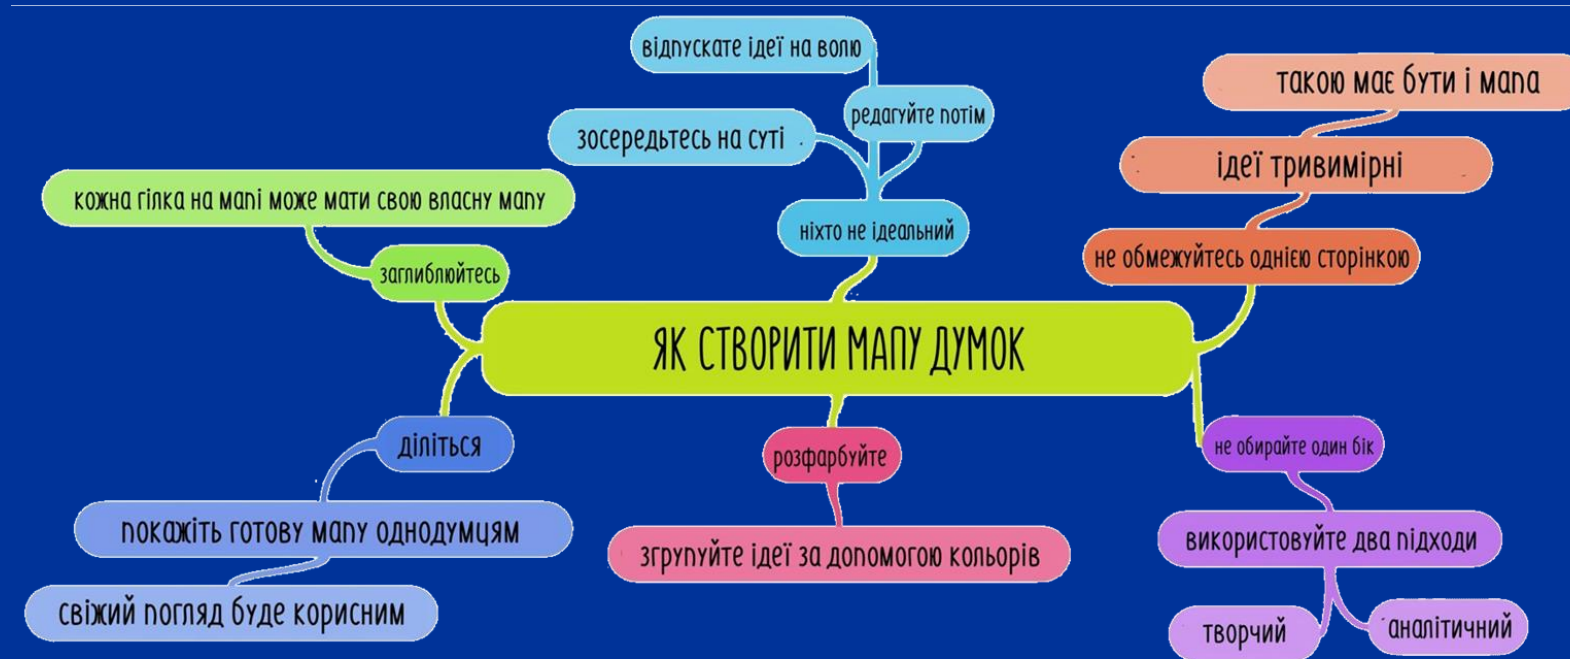 відпускате ідеї на волю
редагуйте потім
зосередьтесь на суті
ніхто не ідеальний
такою має бути і мапа
ідеї тривимірні
не обмежуйтесь однією сторінкою
кожна гілка на мапі може мати свою власну мапу
заглиблюйтесь
ЯК СТВОРИТИ МАПУ ДУМОК
діліться
покажіть готову мапу однодумцям
свіжий погляд буде корисним
розфарбуйте
згрупуйте ідеї за допомогою кольорів
не обирайте один бік
використовуйте два підходи
творчий
аналітичний